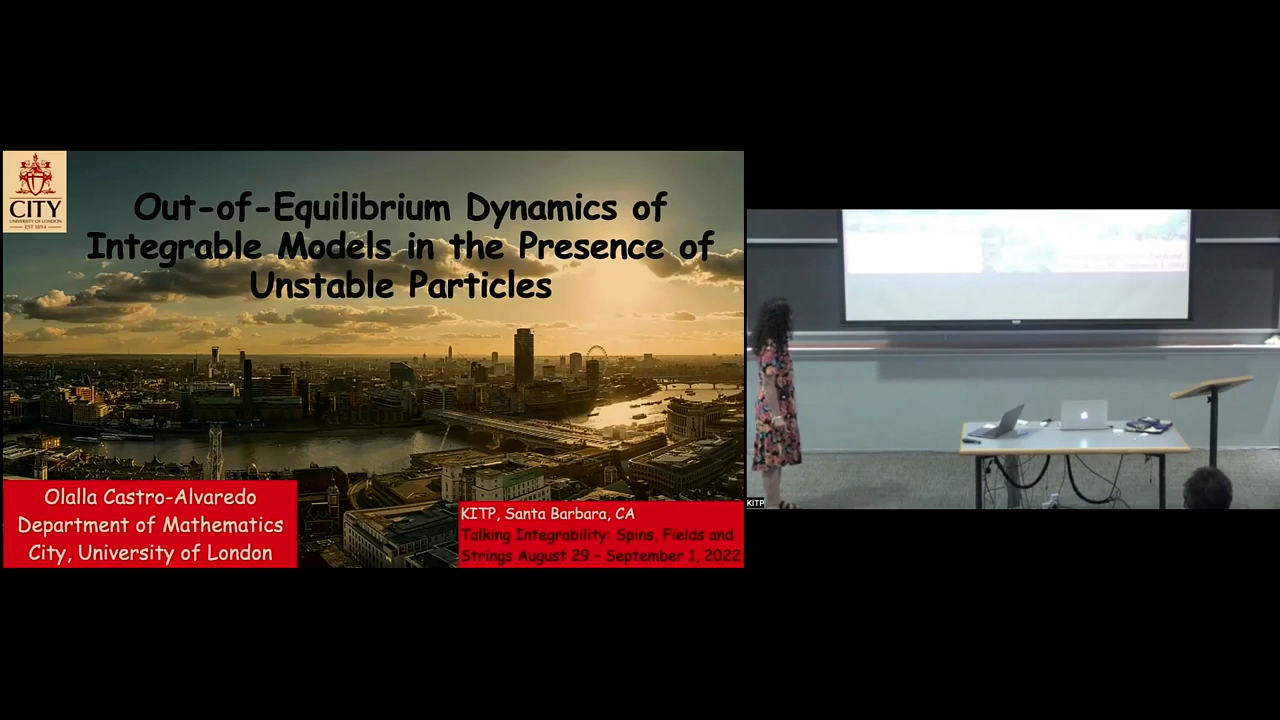 CITY
UNIVERSITY OF LONDON
EST 1894
Out-of-Equilibrium Dynamics of
Integrable Models in the Presence of
Unstable Particles
Olalla Castro-Alvaredo
Department of Mathematics
City, University of London
KITP, Santa Barbara, CA
Talking Integrability: Spins, Fields and
Strings August 29 - September 1, 2022
KITP